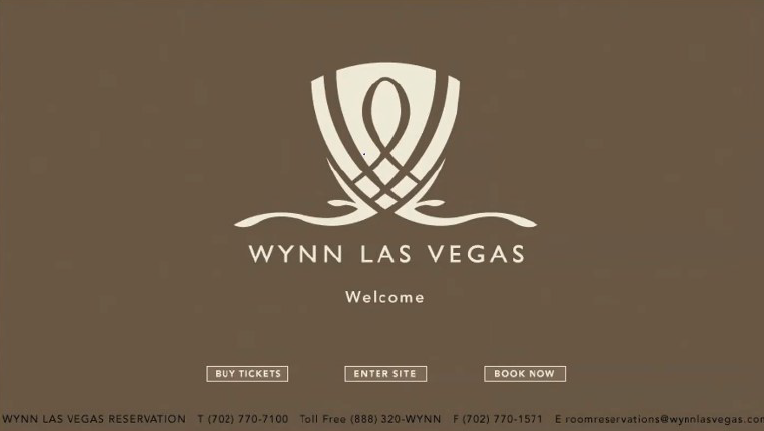 WYNN LAS VEGAS
Welcome
BUY TICKETS
ENTER SITE
BOOK NOW
WYNN LAS VEGAS RESERVATION T (702) 770-7100 Toll Free (888) 320-WYNN F (702) 770-1571 E roomreservations@wynnlasvegas.com